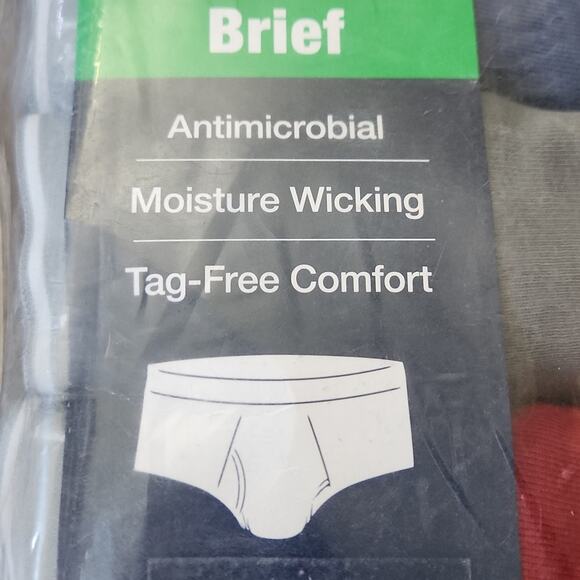 Brief
Antimicrobial
Moisture Wicking
Tag-Free Comfort